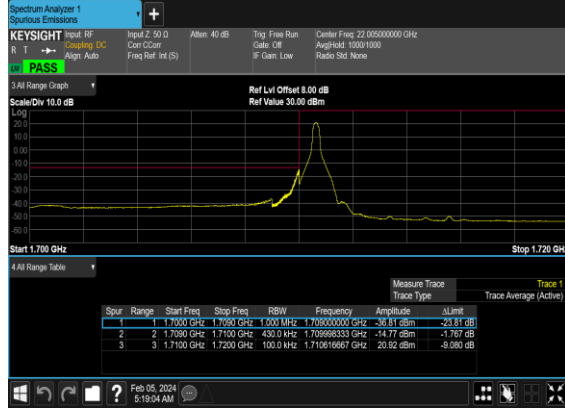 Spectrum Analyzer 1
Spurious Emissions
+
KEYSIGHT Input: RF Input Z: 50 Ω Atten: 40 dB Trig: Free Run Center Freq: 22.005000000 GHz
R T Coupling: DC Corr CCorr Gate: Off Avg|Hold: 1000/1000
Align: Auto Freq Ref: Int (S) IF Gain: Low Radio Std: None
PASS
3 All Range Graph
Ref Lvl Offset 8.00 dB
Scale/Div 10.0 dB Ref Value 30.00 dBm
Log
20.0
10.0
0.00
-10.0
-20.0
-30.0
-40.0
-50.0
-60.0
Start 1.700 GHz Stop 1.720 GHz
4 All Range Table
Measure Trace Trace 1
Trace Type Trace Average (Active)
Spur Range Start Freq Stop Freq RBW Frequency Amplitude ΔLimit
1 1 1.7000 GHz 1.7090 GHz 1.000 MHz 1.709000000 GHz -36.81 dBm -23.81 dB
2 2 1.7090 GHz 1.7100 GHz 430.0 kHz 1.709998333 GHz -14.77 dBm -1.767 dB
3 3 1.7100 GHz 1.7200 GHz 100.0 kHz 1.710616667 GHz 20.92 dBm -9.080 dB
? Feb 05, 2024
5:19:04 AM